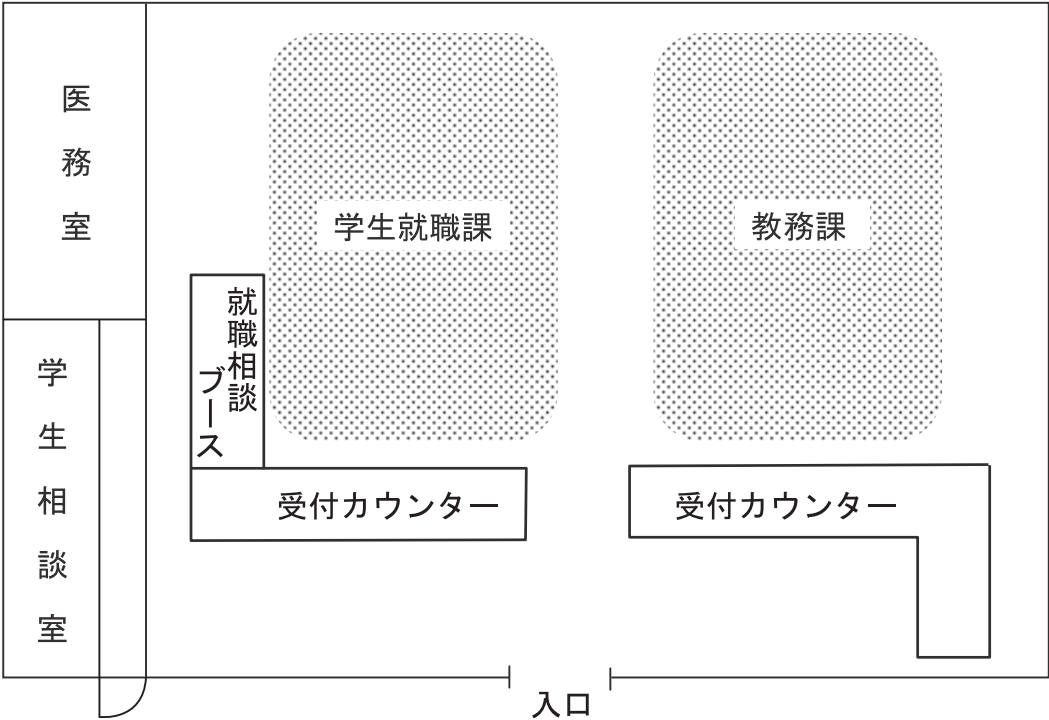 医務室
学生就職課
教務課
就職相談
ブース
学生相談室
受付カウンター
受付カウンター
入口